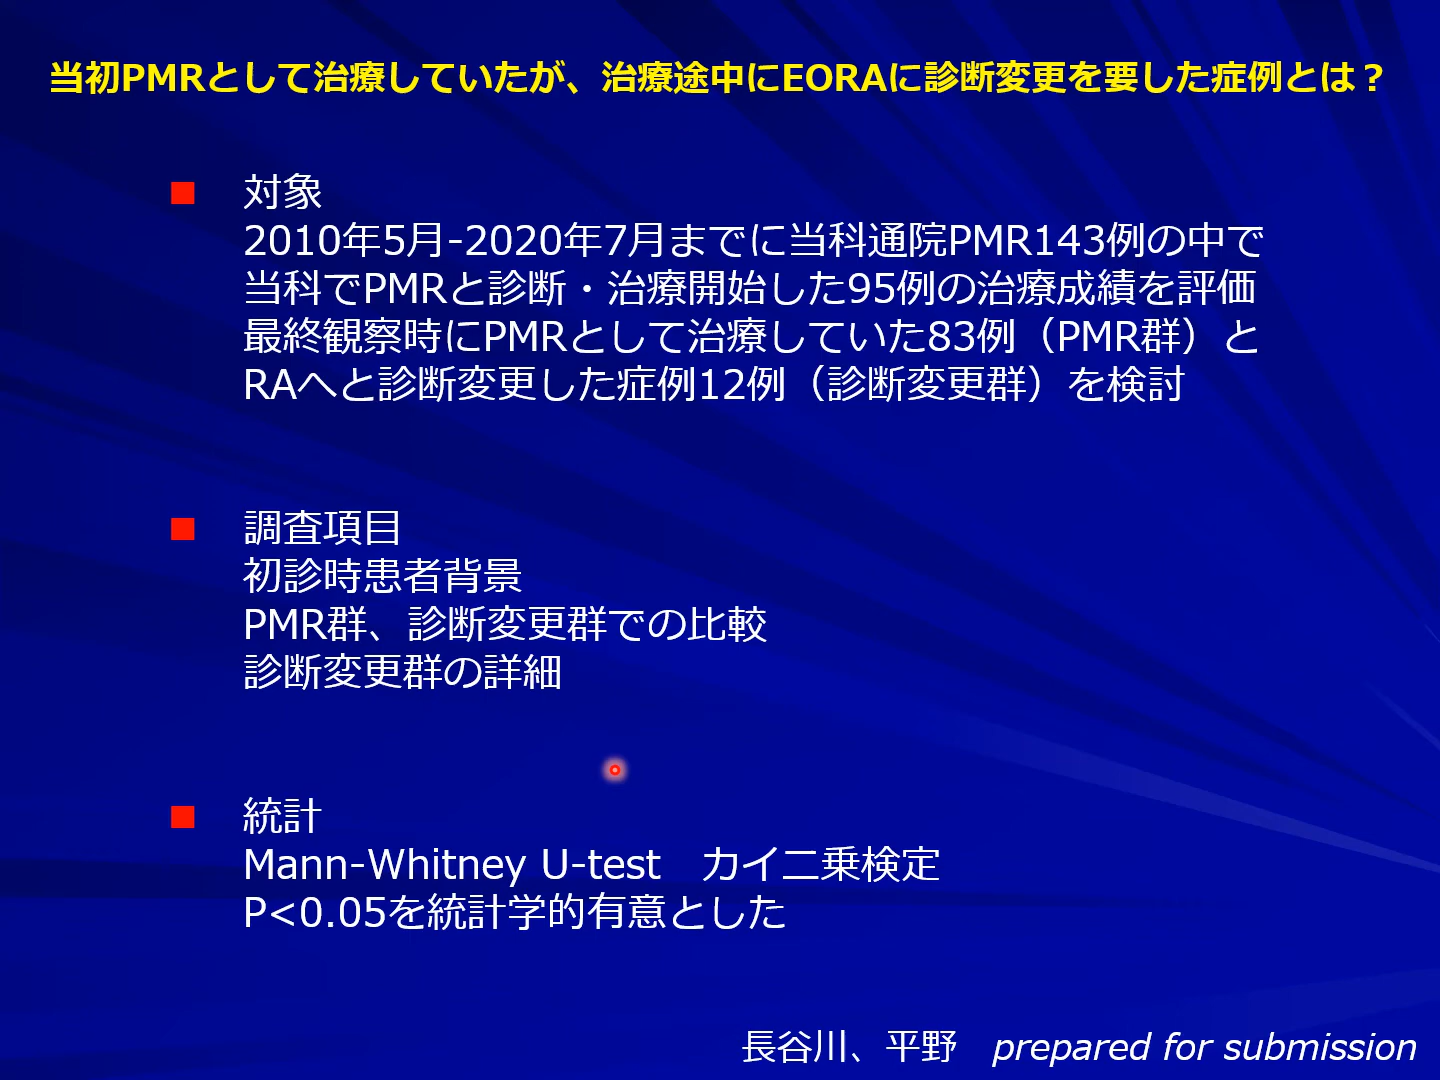 当初PMRとして治療していたが、治療途中にEORAに診断変更を要した症例とは？
対象
2010年5月-2020年7月までに当科通院PMR143例の中で
当科でPMRと診断・治療開始した95例の治療成績を評価
最終観察時にPMRとして治療していた83例（PMR群）と
RAへと診断変更した症例12例（診断変更群）を検討
調査項目
初診時患者背景
PMR群、診断変更群での比較
診断変更群の詳細
統計
Mann-Whitney U-test　カイ二乗検定
P<0.05を統計学的有意とした
長谷川、平野　prepared for submission